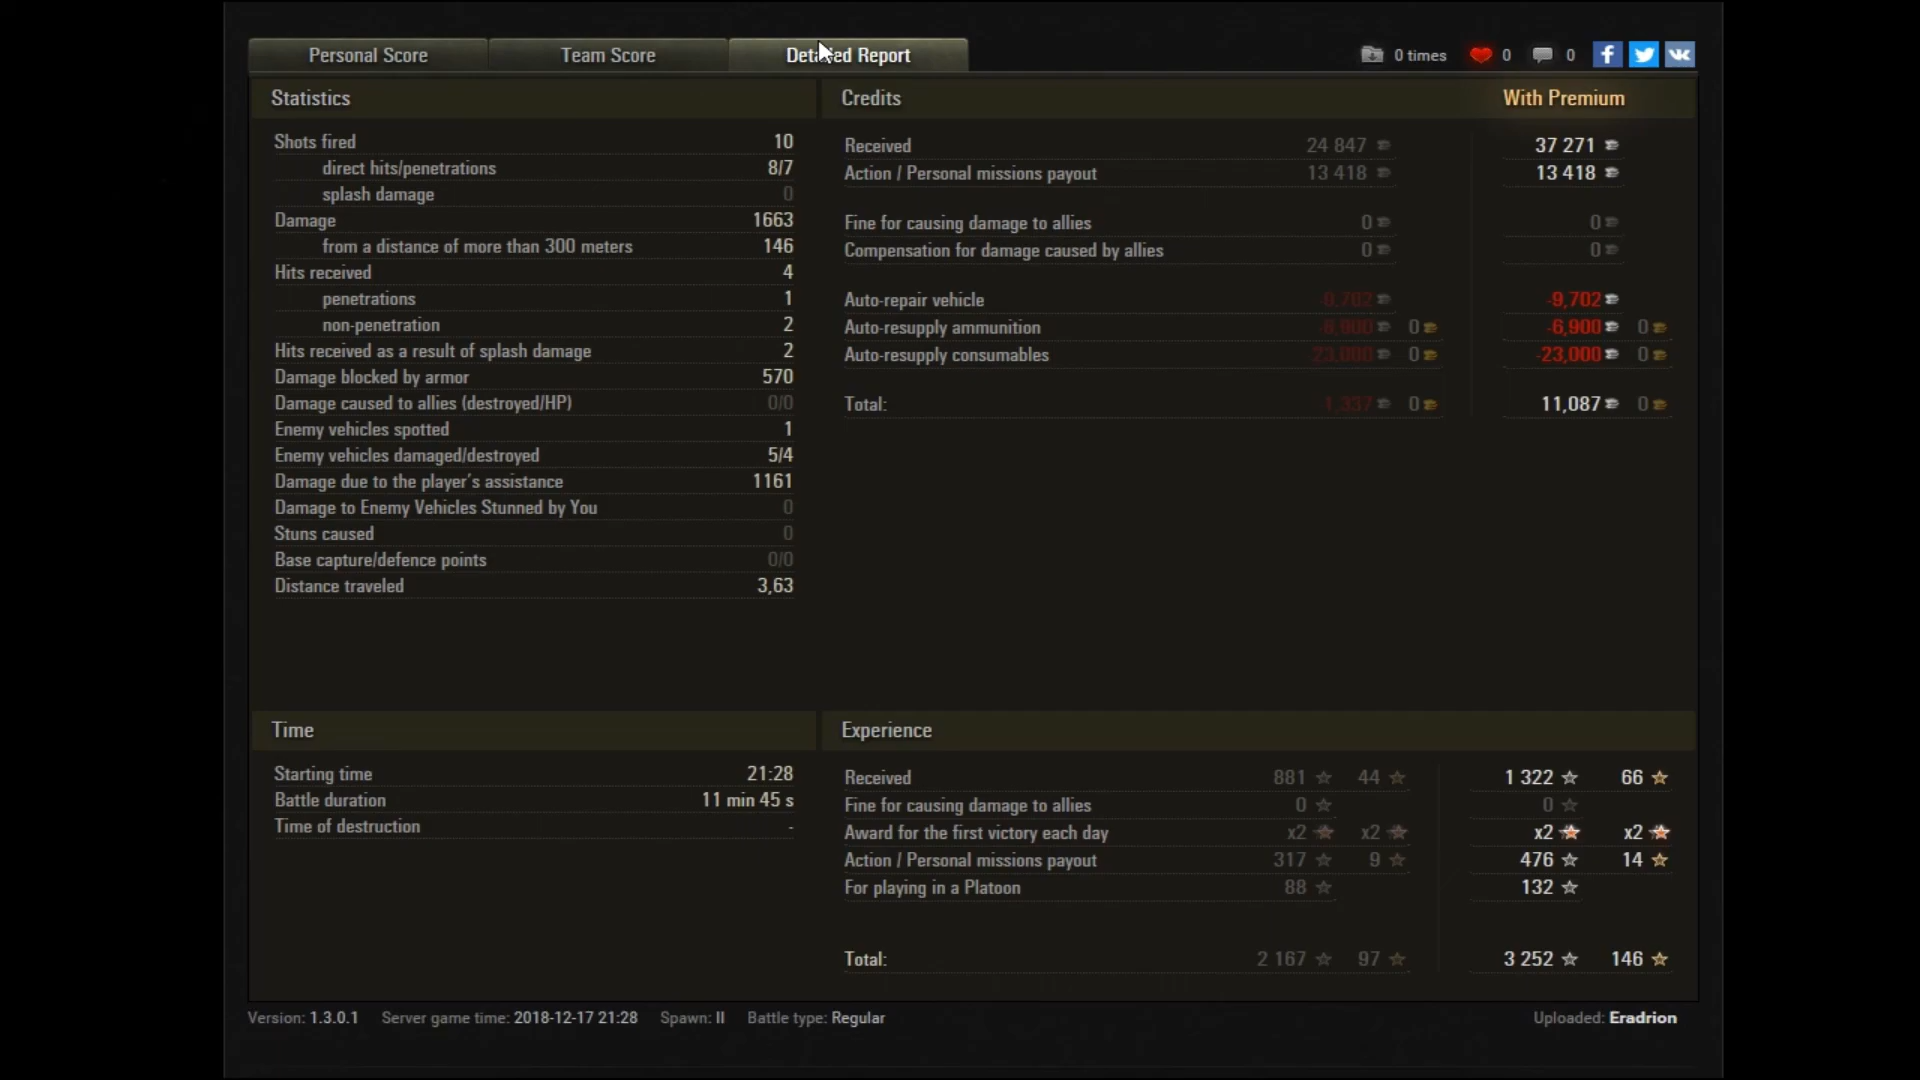 Personal Score Team Score Detailed Report 0 times 0 0
Statistics
Shots fired 10
direct hits/penetrations 8/7
splash damage 0
Damage 1663
from a distance of more than 300 meters 146
Hits received 4
penetrations 1
non-penetration 2
Hits received as a result of splash damage 2
Damage blocked by armor 570
Damage caused to allies (destroyed/HP) 0/0
Enemy vehicles spotted 1
Enemy vehicles damaged/destroyed 5/4
Damage due to the player's assistance 1161
Damage to Enemy Vehicles Stunned by You 0
Stuns caused 0
Base capture/defence points 0/0
Distance traveled 3,63
Credits With Premium
Received 24 847 37 271
Action / Personal missions payout 13 418 13 418
Fine for causing damage to allies 0 0
Compensation for damage caused by allies 0 0
Auto-repair vehicle -9,702 -9,702
Auto-resupply ammunition -6,900 0 -6,900 0
Auto-resupply consumables -23,000 0 -23,000 0
Total: 1,337 0 11,087 0
Time
Starting time 21:28
Battle duration 11 min 45 s
Time of destruction -
Experience
Received 881 44 1 322 66
Fine for causing damage to allies 0 0
Award for the first victory each day x2 x2 x2 x2
Action / Personal missions payout 317 9 476 14
For playing in a Platoon 88 132
Total: 2 167 97 3 252 146
Version: 1.3.0.1 Server game time: 2018-12-17 21:28 Spawn: II Battle type: Regular Uploaded: Eradrion